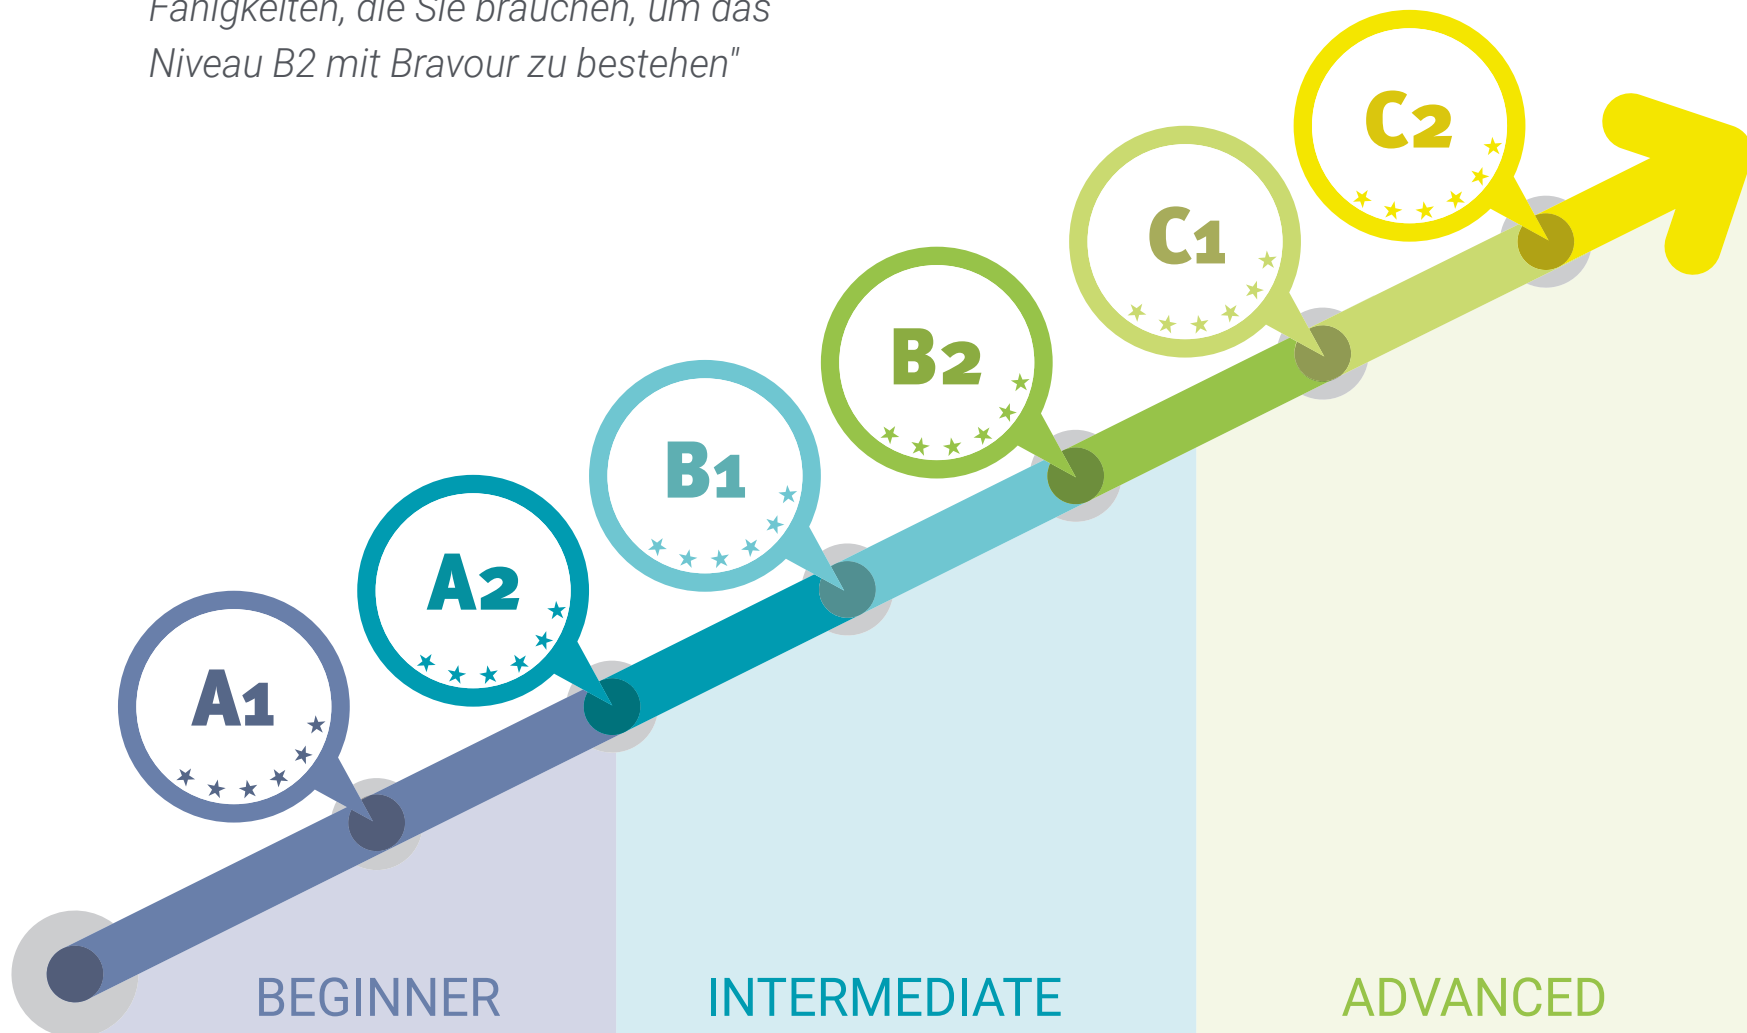 Fähigkeiten, die Sie brauchen, um das
Niveau B2 mit Bravour zu bestehen"
C2
C1
B2
B1
A2
A1
BEGINNER INTERMEDIATE ADVANCED